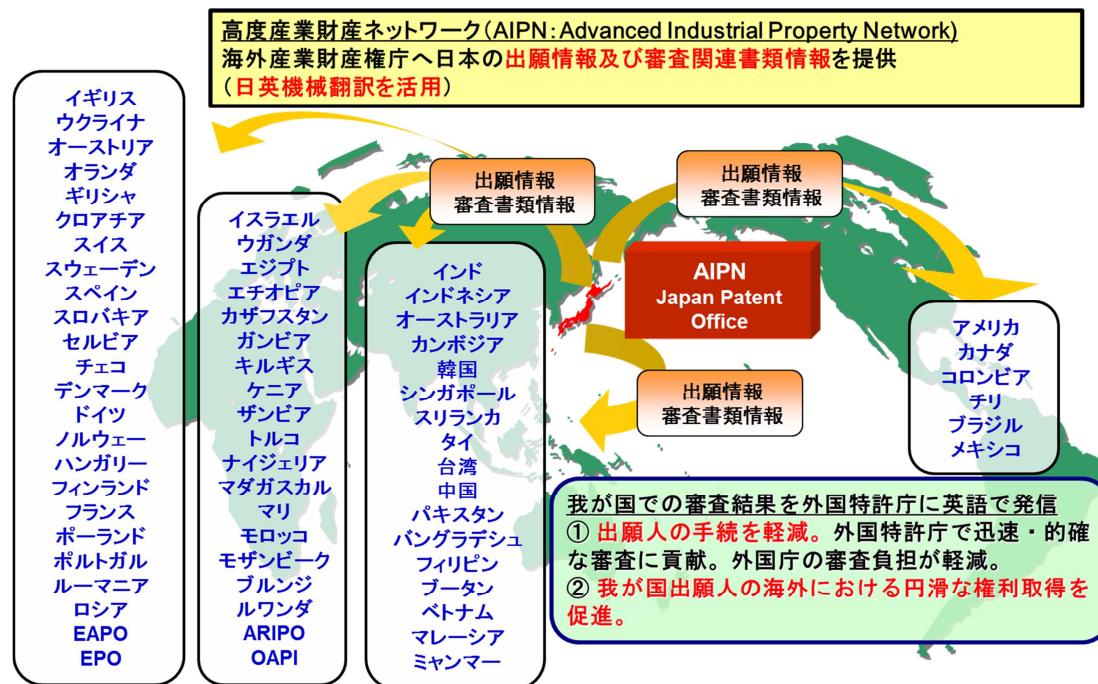 高度産業財産ネットワーク(AIPN:Advanced Industrial Property Network)
海外産業財産権庁へ日本の出願情報及び審査関連書類情報を提供
(日英機械翻訳を活用)
イギリス
ウクライナ
オーストリア
オランダ
ギリシャ
クロアチア
スイス
スウェーデン
スペイン
スロバキア
セルビア
チェコ
デンマーク
ドイツ
ノルウェー
ハンガリー
フィンランド
フランス
ポーランド
ポルトガル
ルーマニア
ロシア
EAPO
EPO
イスラエル
ウガンダ
エジプト
エチオピア
カザフスタン
ガンビア
キルギス
ケニア
ザンビア
トルコ
ナイジェリア
マダガスカル
マリ
モロッコ
モザンビーク
ブルンジ
ルワンダ
ARIPO
OAPI
出願情報
審査書類情報
インド
インドネシア
オーストラリア
カンボジア
韓国
シンガポール
スリランカ
タイ
台湾
中国
パキスタン
バングラデシュ
フィリピン
ブータン
ベトナム
マレーシア
ミャンマー
出願情報
審査書類情報
AIPN
Japan Patent
Office
出願情報
審査書類情報
アメリカ
カナダ
コロンビア
チリ
ブラジル
メキシコ
我が国での審査結果を外国特許庁に英語で発信
① 出願人の手続を軽減。外国特許庁で迅速・的確
な審査に貢献。外国庁の審査負担が軽減。
② 我が国出願人の海外における円滑な権利取得を
促進。